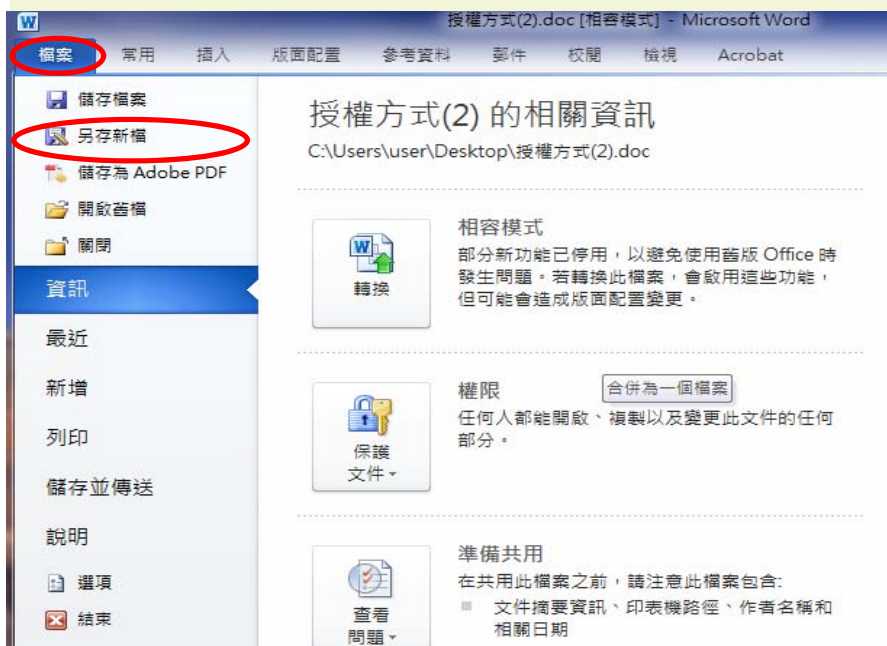 授權方式(2).doc [相容模式] - Microsoft Word
檔案 常用 插入 版面配置 參考資料 郵件 校閱 檢視 Acrobat
儲存檔案
另存新檔
儲存為 Adobe PDF
開啟舊檔
關閉
資訊
最近
新增
列印
儲存並傳送
說明
選項
結束
授權方式(2) 的相關資訊
C:\Users\user\Desktop\授權方式(2).doc
轉換
相容模式
部分新功能已停用，以避免使用舊版 Office 時
發生問題。若轉換此檔案，會啟用這些功能，
但可能會造成版面配置變更。
保護
文件
權限
合併為一個檔案
任何人都能開啟、複製以及變更此文件的任何
部分。
查看
問題
準備共用
在共用此檔案之前，請注意此檔案包含:
文件摘要資訊、印表機路徑、作者名稱和
相關日期